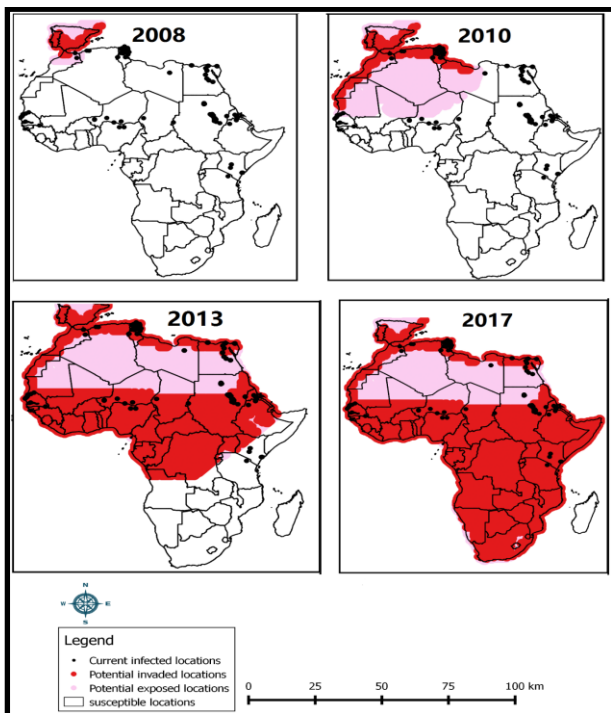 2008
2010
2013
2017
N
W E
S
Legend
Current infected locations
Potential invaded locations
Potential exposed locations
susceptible locations
0 25 50 75 100 km